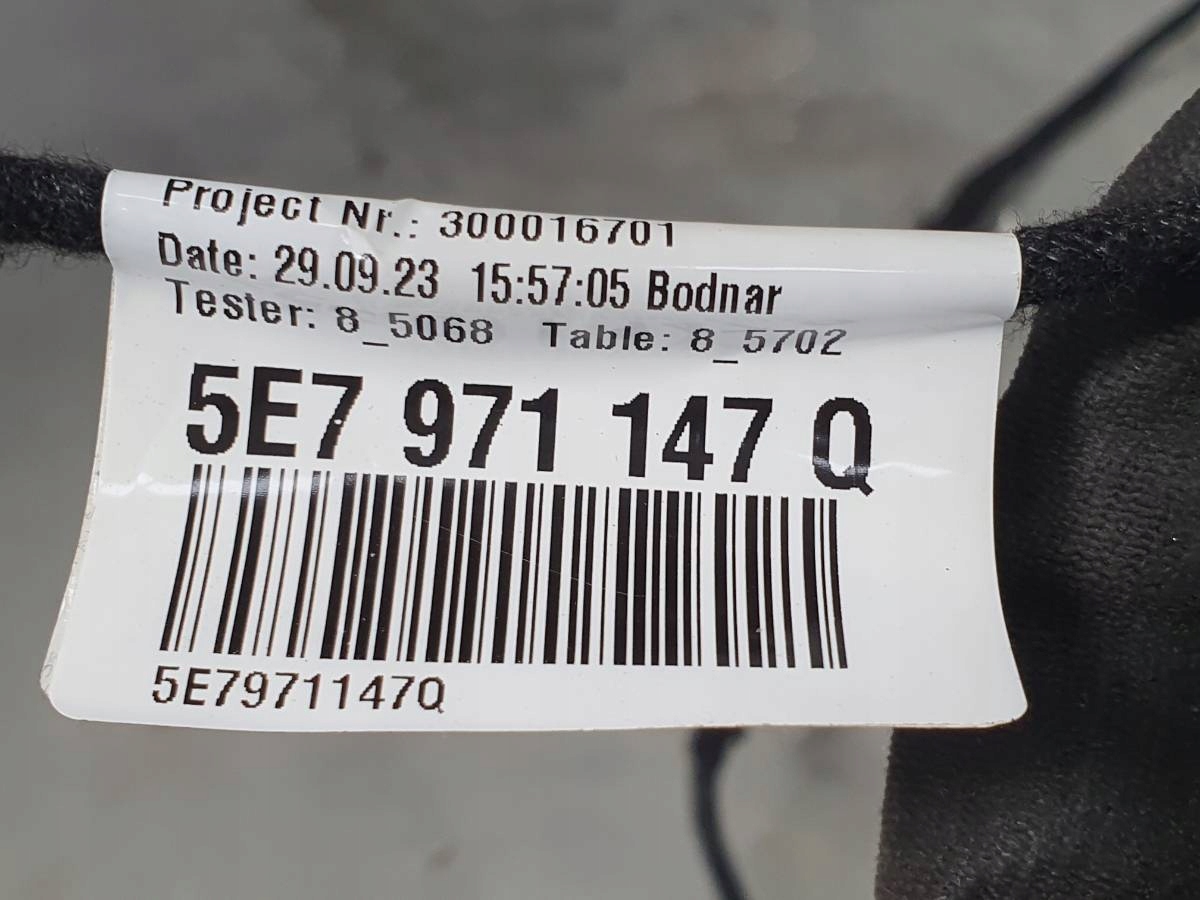 Project Nr.: 300016701
Date: 29.09.23 15:57:05 Bodnar
Tester: 8_5068 Table: 8_5702
5E7 971 147 Q
5E7971147Q